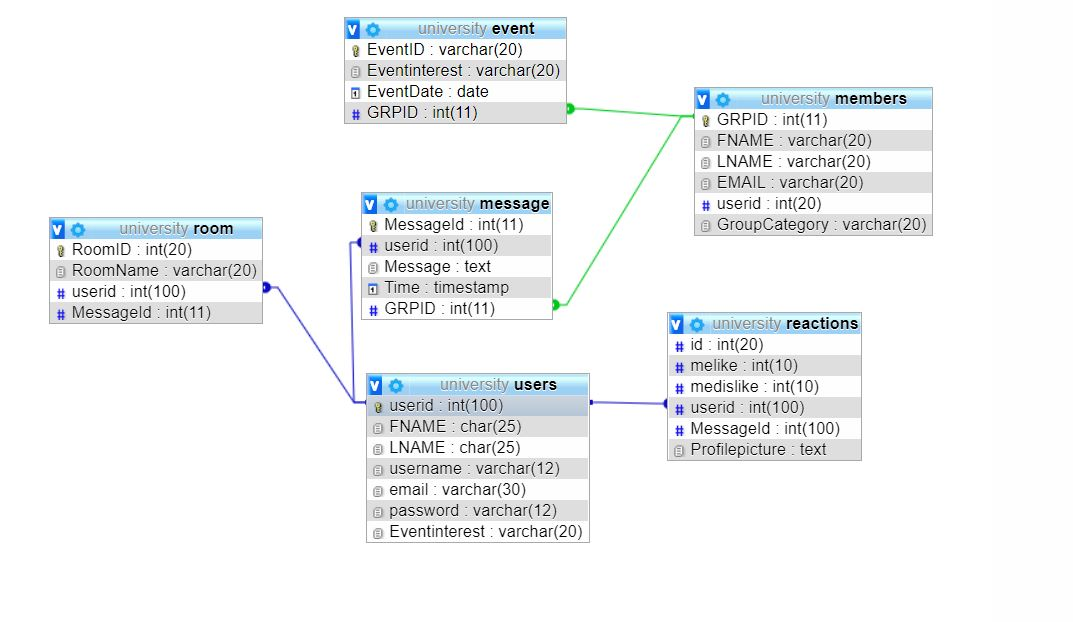 university event
EventID : varchar(20)
Eventinterest : varchar(20)
EventDate : date
GRPID : int(11)
university members
GRPID : int(11)
FNAME : varchar(20)
LNAME : varchar(20)
EMAIL : varchar(20)
userid : int(20)
GroupCategory : varchar(20)
university message
MessageId : int(11)
userid : int(100)
Message : text
Time : timestamp
GRPID : int(11)
university room
RoomID : int(20)
RoomName : varchar(20)
userid : int(100)
MessageId : int(11)
university reactions
id : int(20)
melike : int(10)
medislike : int(10)
userid : int(100)
MessageId : int(100)
Profilepicture : text
university users
userid : int(100)
FNAME : char(25)
LNAME : char(25)
username : varchar(12)
email : varchar(30)
password : varchar(12)
Eventinterest : varchar(20)